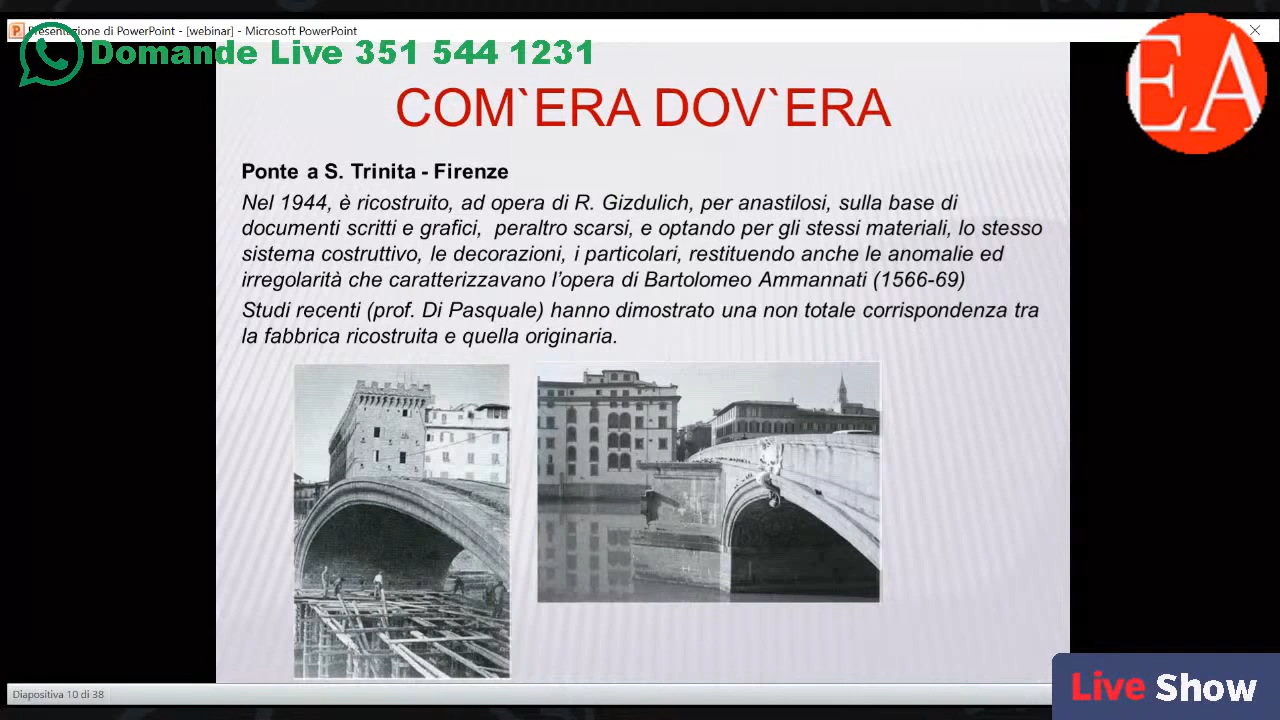 Presentazione di PowerPoint - [webinar] - Microsoft PowerPoint
Domande Live 351 544 1231
EA
COM`ERA DOV`ERA
Ponte a S. Trinita - Firenze
Nel 1944, è ricostruito, ad opera di R. Gizdulich, per anastilosi, sulla base di
documenti scritti e grafici, peraltro scarsi, e optando per gli stessi materiali, lo stesso
sistema costruttivo, le decorazioni, i particolari, restituendo anche le anomalie ed
irregolarità che caratterizzavano l'opera di Bartolomeo Ammannati (1566-69)
Studi recenti (prof. Di Pasquale) hanno dimostrato una non totale corrispondenza tra
la fabbrica ricostruita e quella originaria.
Diapositiva 10 di 38
Live Show